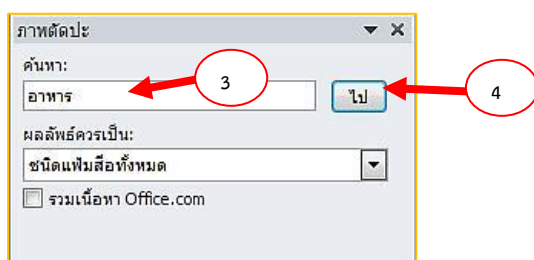 ภาพตัดปะ
ค้นหา:
อาหาร
3
ไป
4
ผลลัพธ์ควรเป็น:
ชนิดแฟ้มสื่อทั้งหมด
รวมเนื้อหา Office.com